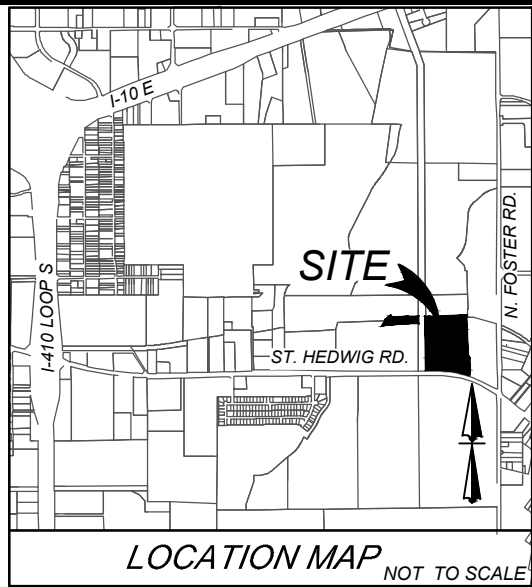 I-10 E
N. FOSTER RD.
SITE
I-410 LOOP S
ST. HEDWIG RD.
LOCATION MAP
NOT TO SCALE